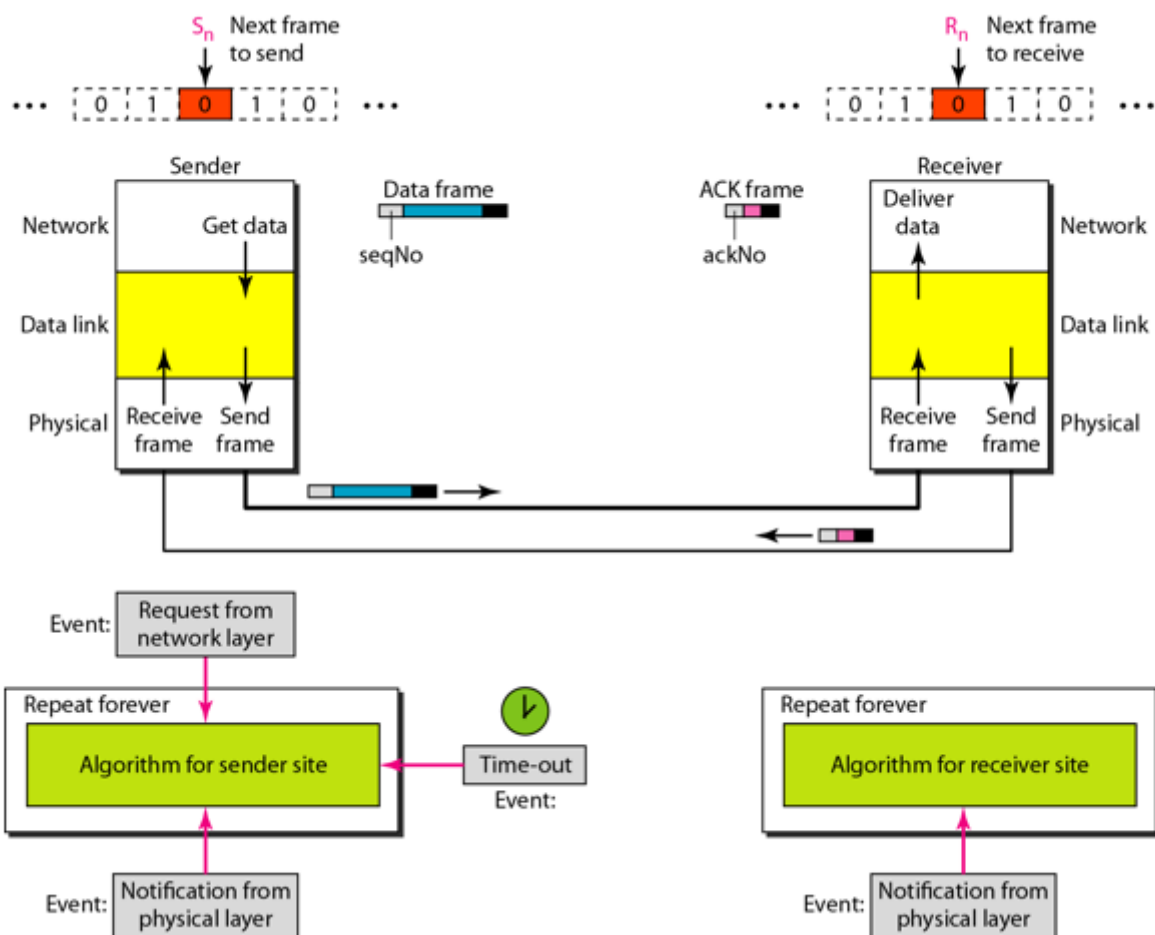 Sn Next frame to send
Rn Next frame to receive
••• 0 1 0 1 0 •••
••• 0 1 0 1 0 •••
Sender
Receiver
Data frame
ACK frame
seqNo
ackNo
Network
Get data
Deliver
data
Network
Data link
Data link
Physical
Receive
frame
Send
frame
Receive
frame
Send
frame
Physical
Event:
Request from
network layer
Repeat forever
Algorithm for sender site
Time-out
Event:
Repeat forever
Algorithm for receiver site
Event:
Notification from
physical layer
Event:
Notification from
physical layer